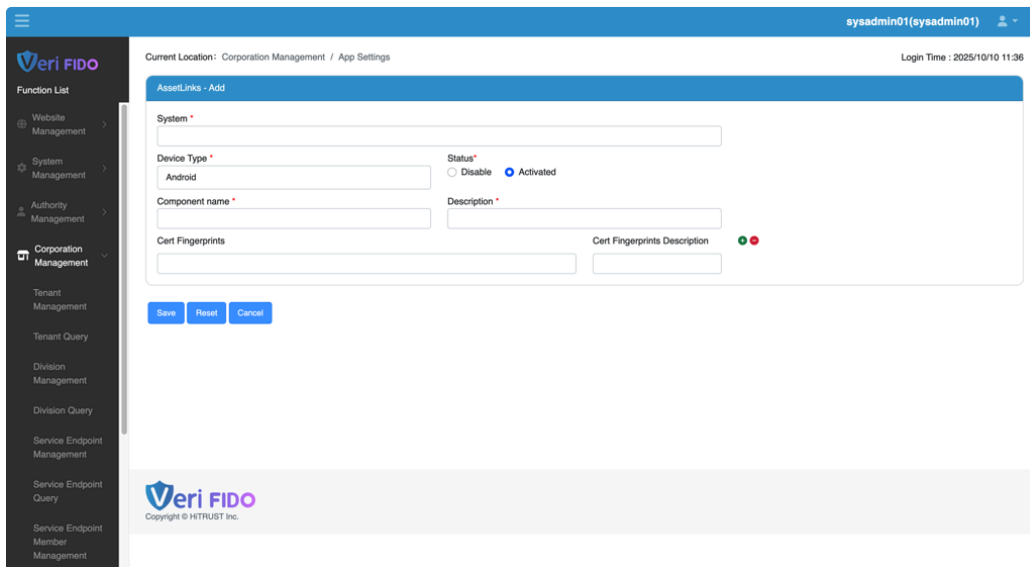 sysadmin01(sysadmin01)
Veri FIDO
Function List
Website
Management
System
Management
Authority
Management
Corporation
Management
Tenant
Management
Tenant Query
Division
Management
Division Query
Service Endpoint
Management
Service Endpoint
Query
Service Endpoint
Member
Management
Current Location： Corporation Management / App Settings
Login Time : 2025/10/10 11:36
AssetLinks - Add
System *
Device Type *
Status*
Android
Disable
Activated
Component name *
Description *
Cert Fingerprints
Cert Fingerprints Description
Save
Reset
Cancel
Veri FIDO
Copyright © HiTRUST Inc.